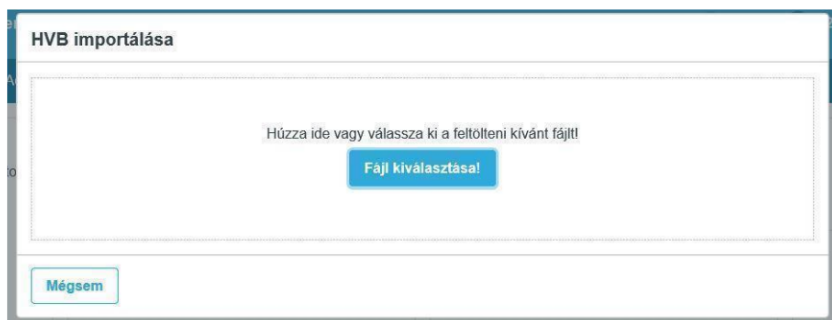 HVB importálása
Húzza ide vagy válassza ki a feltölteni kívánt fájlt!
Fájl kiválasztása!
Mégsem